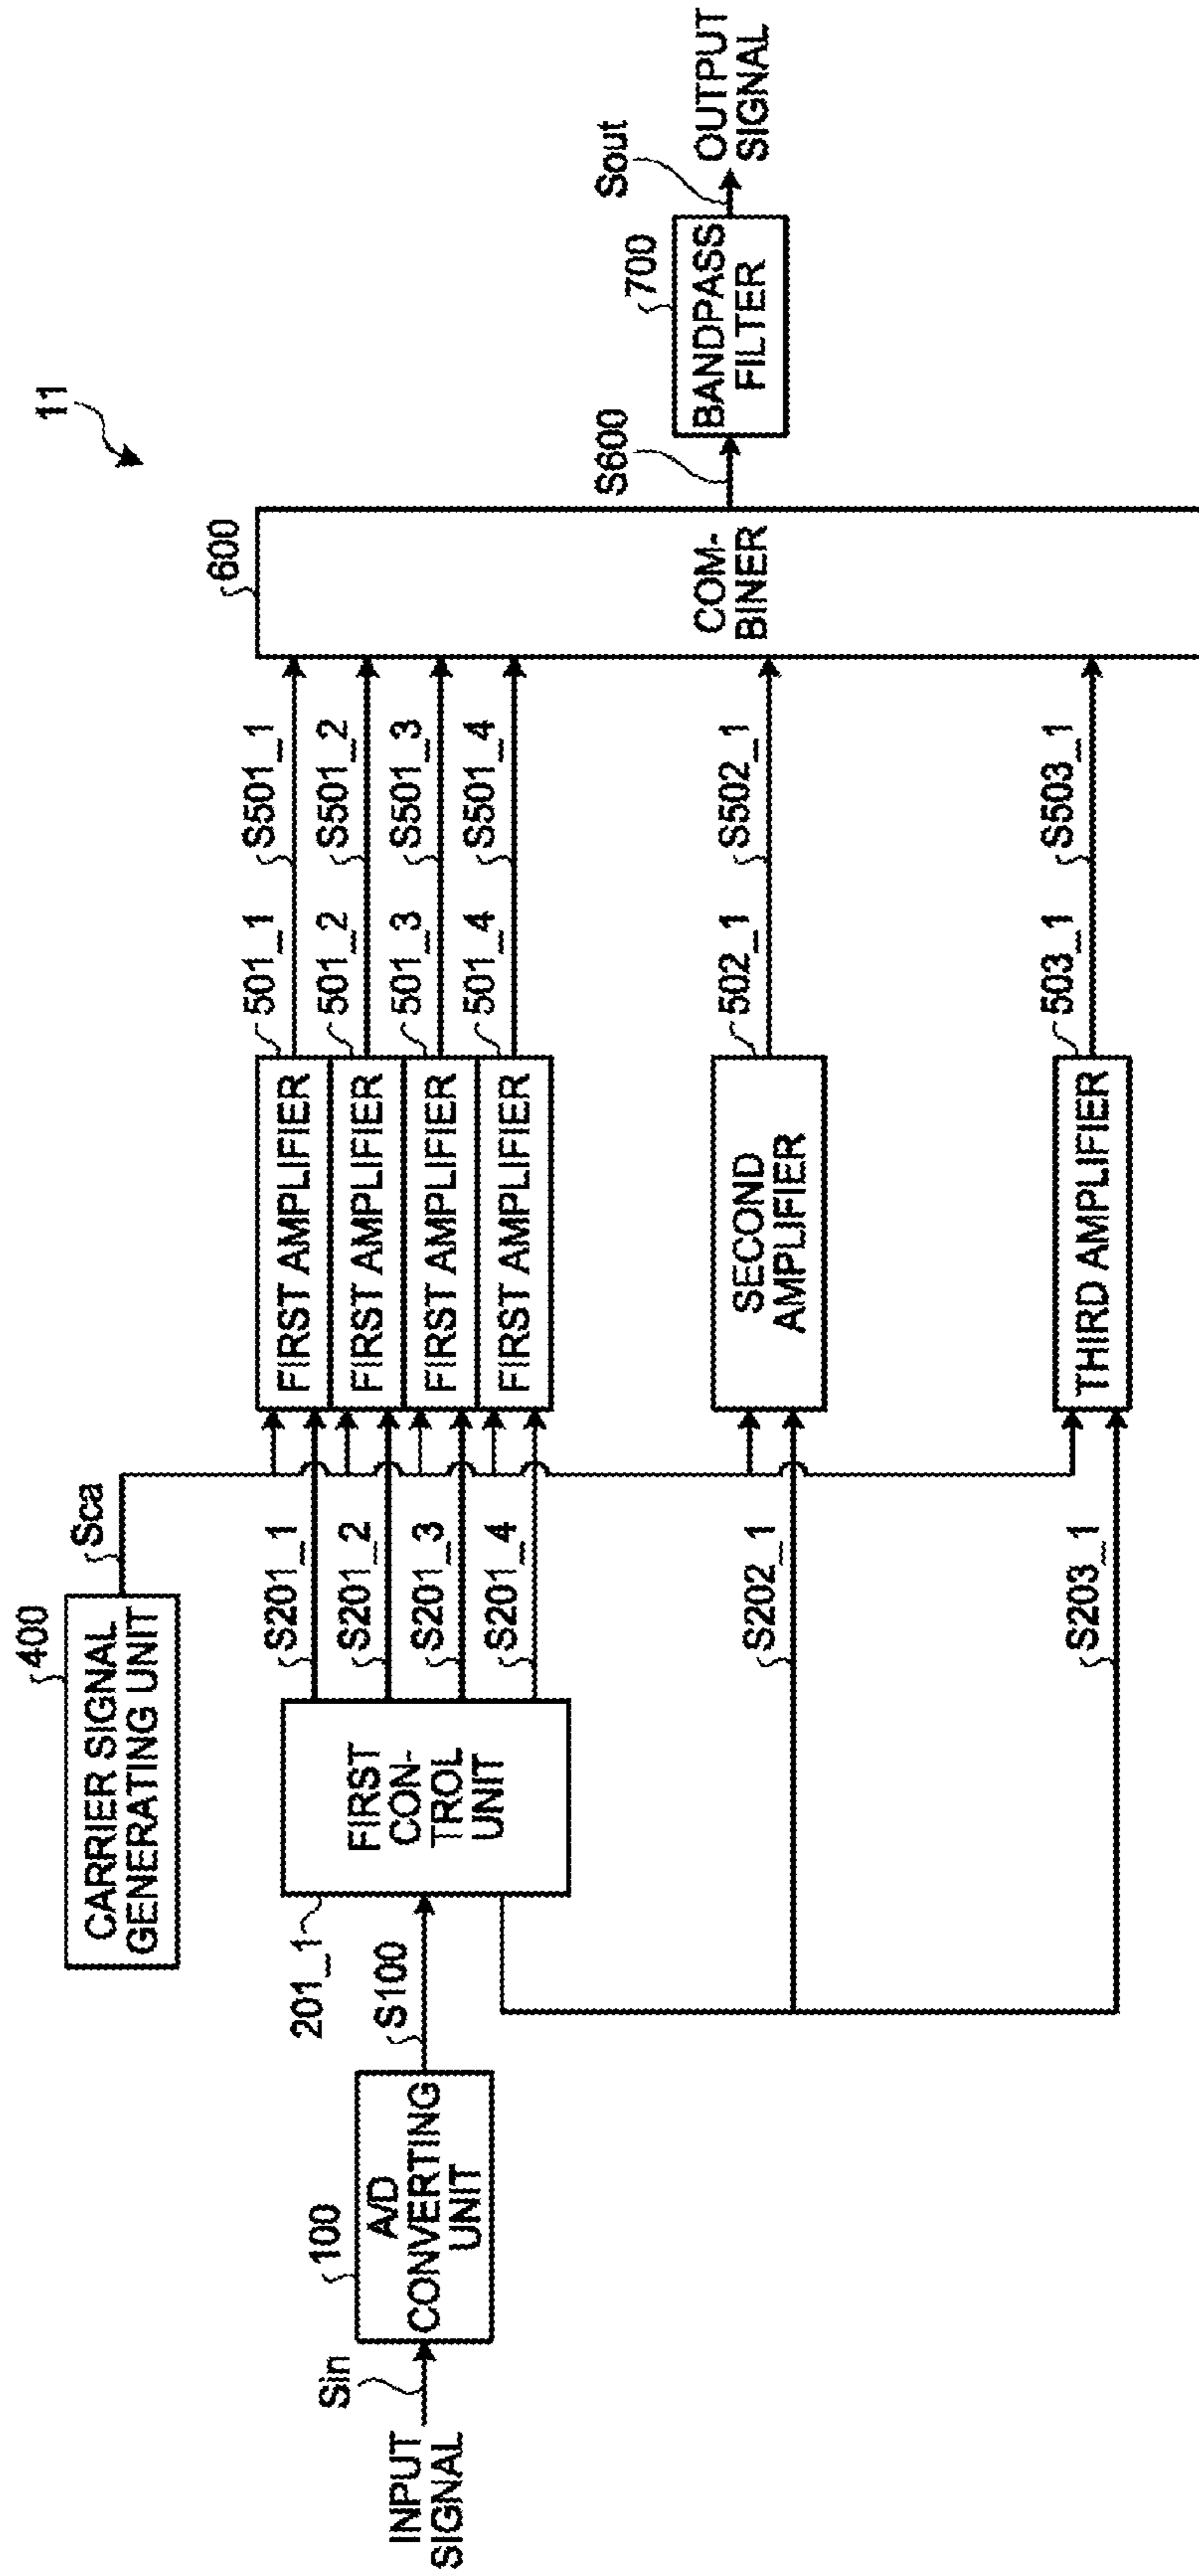 11
400
CARRIER SIGNAL
GENERATING UNIT
Sca
INPUT
SIGNAL
Sin
100
A/D
CONVERTING
UNIT
S100
201_1
FIRST
CON-
TROL
UNIT
S201_1
S201_2
S201_3
S201_4
S202_1
S203_1
FIRST AMPLIFIER
FIRST AMPLIFIER
FIRST AMPLIFIER
FIRST AMPLIFIER
501_1
501_2
501_3
501_4
S501_1
S501_2
S501_3
S501_4
SECOND
AMPLIFIER
502_1
S502_1
THIRD AMPLIFIER
503_1
S503_1
600
COM-
BINER
S600
700
BANDPASS
FILTER
Sout
OUTPUT
SIGNAL